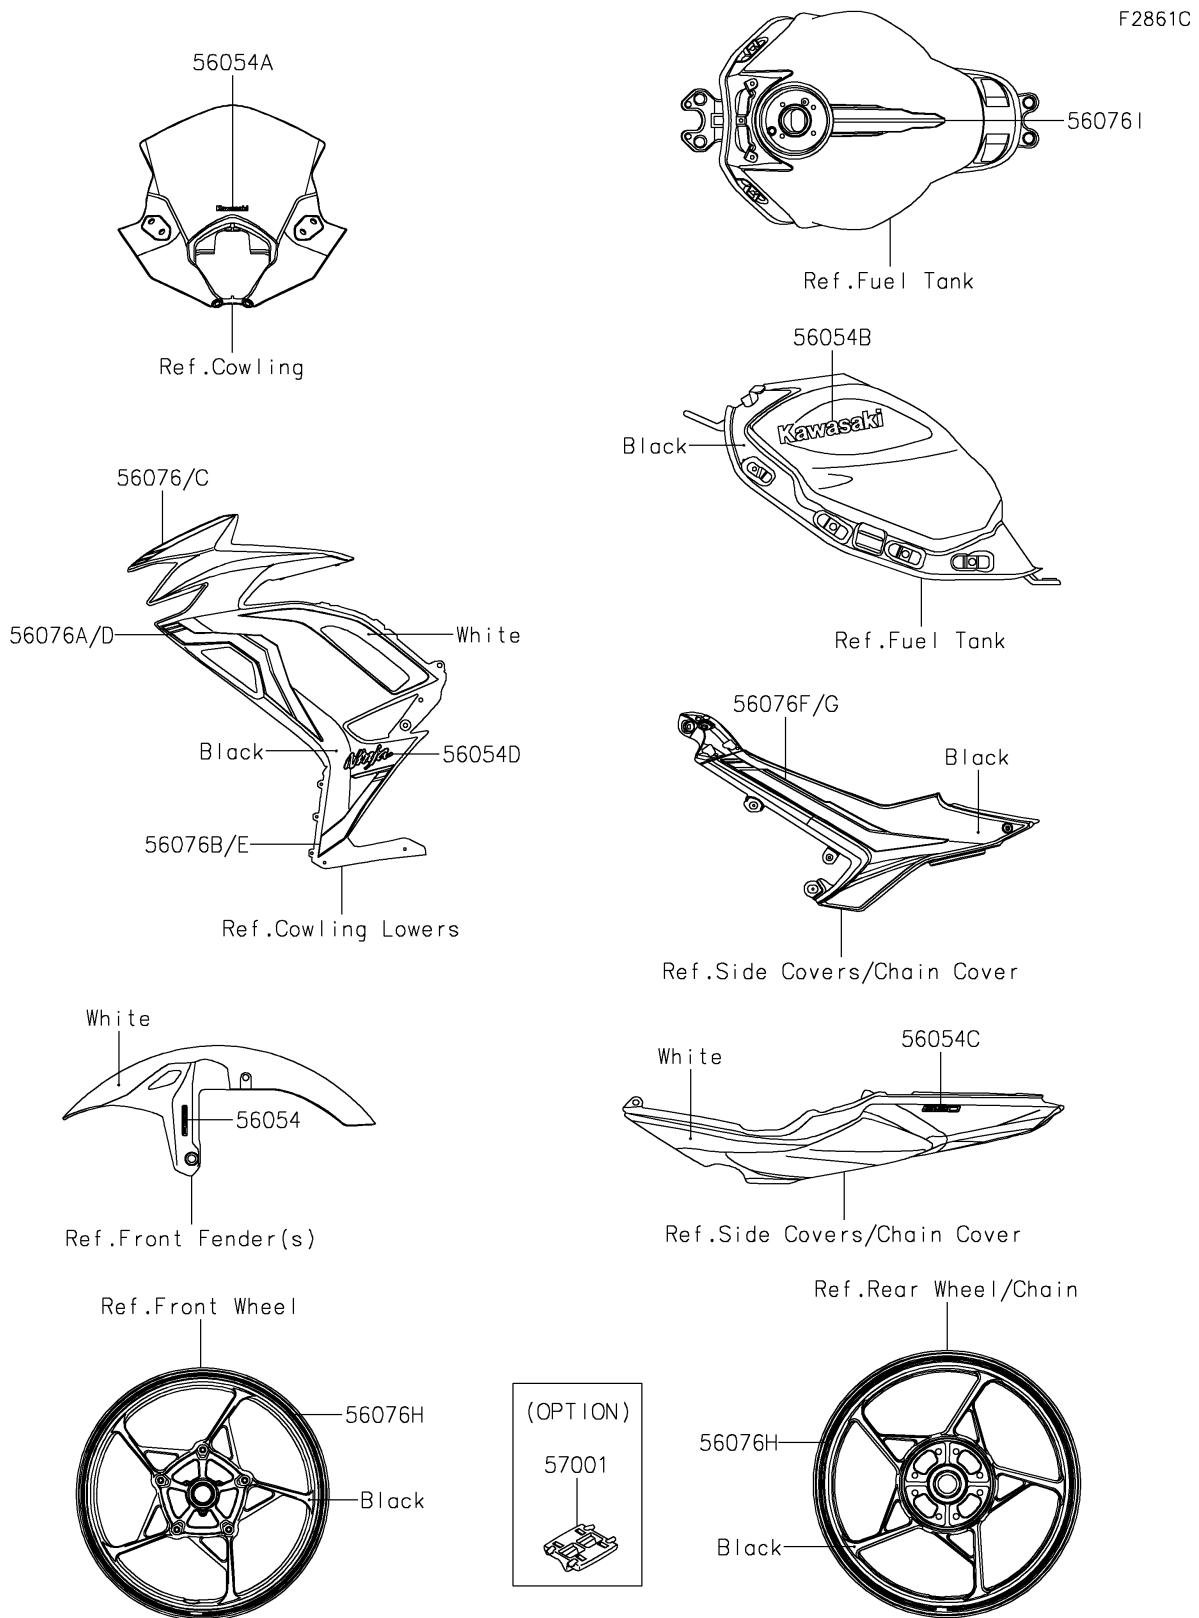 F2861C
56054A
Kawasaki
Ref.Cowling
56076I
Ref.Fuel Tank
56054B
Kawasaki
Black
Ref.Fuel Tank
56076/C
56076A/D
White
Black
Ninja
56054D
56076B/E
Ref.Cowling Lowers
56076F/G
Black
Ref.Side Covers/Chain Cover
White
56054
Ref.Front Fender(s)
56054C
White
Ref.Side Covers/Chain Cover
Ref.Front Wheel
56076H
Black
(OPTION)
57001
Ref.Rear Wheel/Chain
56076H
Black